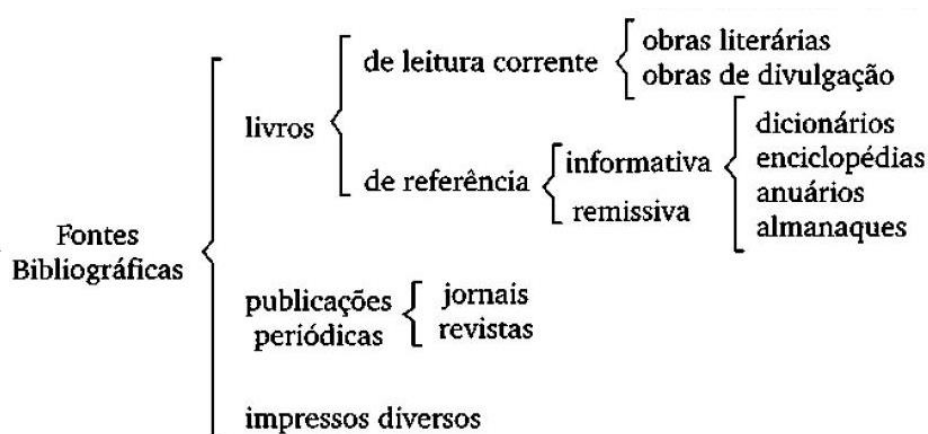 Fontes
Bibliográficas
livros
de leitura corrente
obras literárias
obras de divulgação
de referência
informativa
dicionários
enciclopédias
anuários
almanaques
remissiva
publicações
periódicas
jornais
revistas
impressos diversos